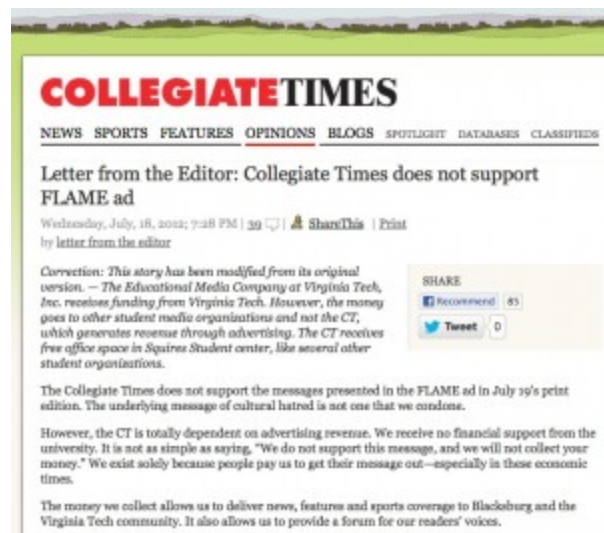 COLLEGIATETIMES
NEWS SPORTS FEATURES OPINIONS BLOGS SPOTLIGHT DATABASES CLASSIFIEDS
Letter from the Editor: Collegiate Times does not support
FLAME ad
Wednesday, July, 18, 2012; 7:28 PM | 39 | ShareThis | Print
by letter from the editor
Correction: This story has been modified from its original
version. — The Educational Media Company at Virginia Tech,
Inc. receives funding from Virginia Tech. However, the money
goes to other student media organizations and not the CT,
which generates revenue through advertising. The CT receives
free office space in Squires Student center, like several other
student organizations.
SHARE
Recommend 85
Tweet 0
The Collegiate Times does not support the messages presented in the FLAME ad in July 19's print
edition. The underlying message of cultural hatred is not one that we condone.
However, the CT is totally dependent on advertising revenue. We receive no financial support from the
university. It is not as simple as saying, "We do not support this message, and we will not collect your
money." We exist solely because people pay us to get their message out—especially in these economic
times.
The money we collect allows us to deliver news, features and sports coverage to Blacksburg and the
Virginia Tech community. It also allows us to provide a forum for our readers' voices.